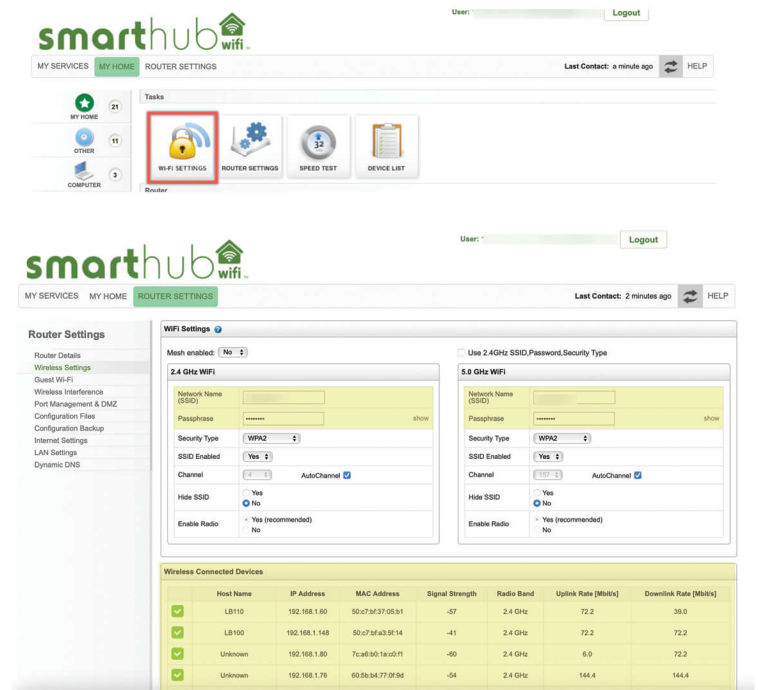 User:
Logout
smarthub wifi
MY SERVICES MY HOME ROUTER SETTINGS
Last Contact: a minute ago
HELP
Tasks
MY HOME 21
OTHER 11
COMPUTER 3
WI-FI SETTINGS
ROUTER SETTINGS
32
SPEED TEST
DEVICE LIST
Router
User:
Logout
smarthub wifi
MY SERVICES MY HOME ROUTER SETTINGS
Last Contact: 2 minutes ago
HELP
Router Settings
Router Details
Wireless Settings
Guest Wi-Fi
Wireless Interference
Port Management & DMZ
Configuration Files
Configuration Backup
Internet Settings
LAN Settings
Dynamic DNS
WiFi Settings ?
Mesh enabled: No
Use 2.4GHz SSID,Password,Security Type
2.4 GHz WiFi
Network Name (SSID)
Passphrase •••••••• show
Security Type WPA2
SSID Enabled Yes
Channel 4 AutoChannel
Hide SSID Yes
No
Enable Radio Yes (recommended)
No
5.0 GHz WiFi
Network Name (SSID)
Passphrase •••••••• show
Security Type WPA2
SSID Enabled Yes
Channel 157 AutoChannel
Hide SSID Yes
No
Enable Radio Yes (recommended)
No
Wireless Connected Devices
Host Name IP Address MAC Address Signal Strength Radio Band Uplink Rate [Mbit/s] Downlink Rate [Mbit/s]
LB110 192.168.1.60 50:c7:bf:37:05:b1 -57 2.4 GHz 72.2 39.0
LB100 192.168.1.148 50:c7:bf:a3:5f:14 -41 2.4 GHz 72.2 72.2
Unknown 192.168.1.80 7c:a6:b0:1a:c0:f1 -60 2.4 GHz 6.0 72.2
Unknown 192.168.1.76 60:5b:b4:77:0f:9d -54 2.4 GHz 144.4 144.4